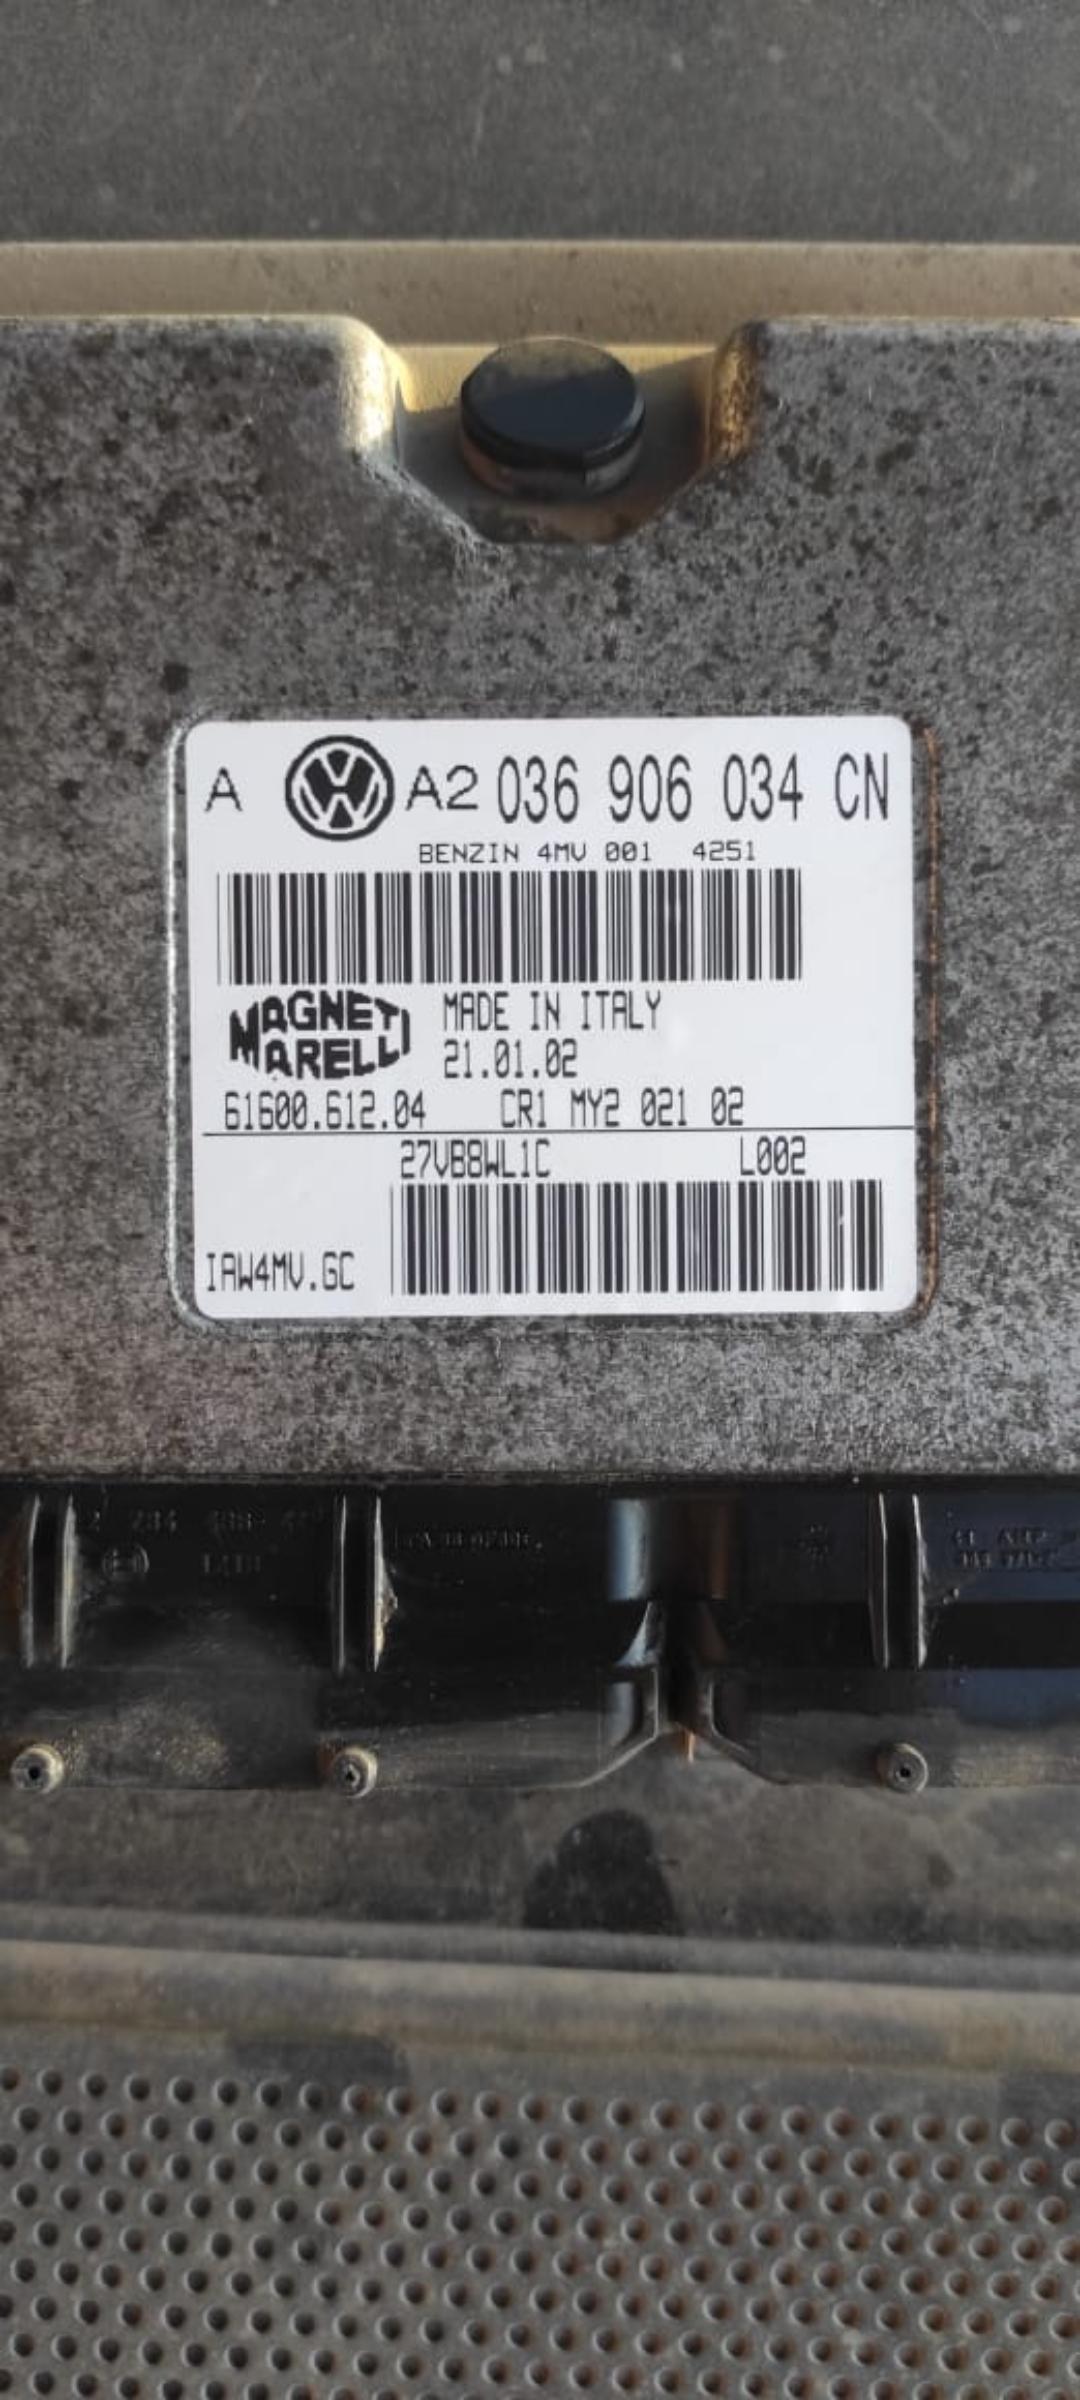 A VW A2 036 906 034 CN
BENZIN 4MV 001 4251
MAGNETI MARELLI
MADE IN ITALY
21.01.02
61600.612.04 CR1 MY2 021 02
27VB8WL1C L002
IAW4MV.GC